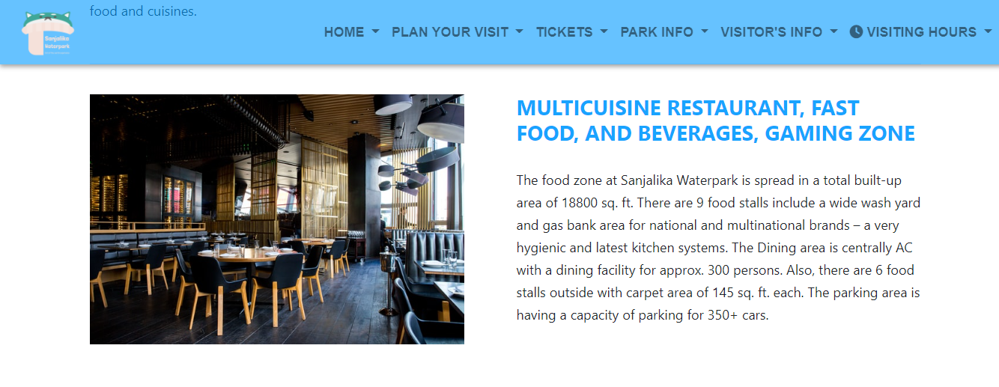 food and cuisines.
Sanjalika
Waterpark
HOME
PLAN YOUR VISIT
TICKETS
PARK INFO
VISITOR'S INFO
VISITING HOURS
MULTICUISINE RESTAURANT, FAST
FOOD, AND BEVERAGES, GAMING ZONE
The food zone at Sanjalika Waterpark is spread in a total built-up
area of 18800 sq. ft. There are 9 food stalls include a wide wash yard
and gas bank area for national and multinational brands – a very
hygienic and latest kitchen systems. The Dining area is centrally AC
with a dining facility for approx. 300 persons. Also, there are 6 food
stalls outside with carpet area of 145 sq. ft. each. The parking area is
having a capacity of parking for 350+ cars.